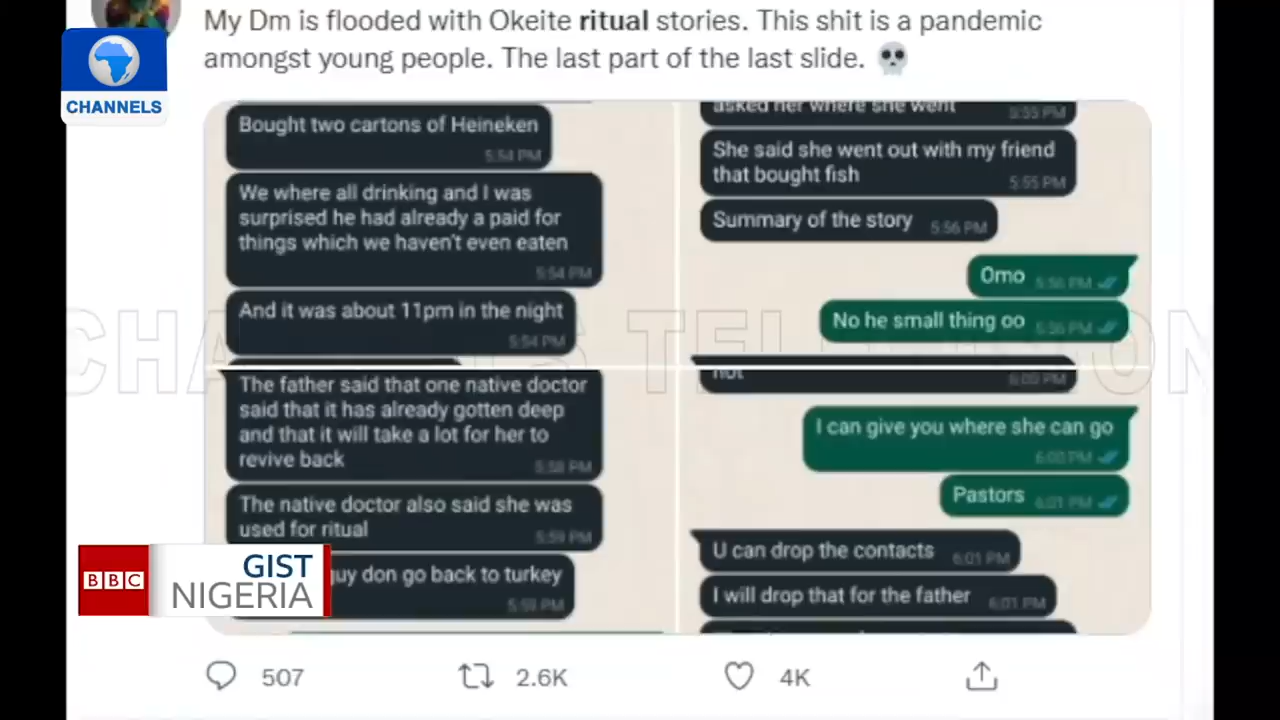 My Dm is flooded with Okeite ritual stories. This shit is a pandemic
amongst young people. The last part of the last slide. 💀
CHANNELS
Bought two cartons of Heineken
5:54 PM
We where all drinking and I was
surprised he had already a paid for
things which we haven't even eaten
5:54 PM
And it was about 11pm in the night
5:54 PM
asked her where she went
5:55 PM
She said she went out with my friend
that bought fish
5:55 PM
Summary of the story 5:56 PM
Omo 5:56 PM
No he small thing oo 5:56 PM
CHANNELS TELEVISION
The father said that one native doctor
said that it has already gotten deep
and that it will take a lot for her to
revive back
5:58 PM
The native doctor also said she was
used for ritual
5:59 PM
guy don go back to turkey
5:59 PM
not
6:00 PM
I can give you where she can go
6:00 PM
Pastors 6:01 PM
U can drop the contacts 6:01 PM
I will drop that for the father 6:01 PM
BBC GIST
NIGERIA
507 2.6K 4K